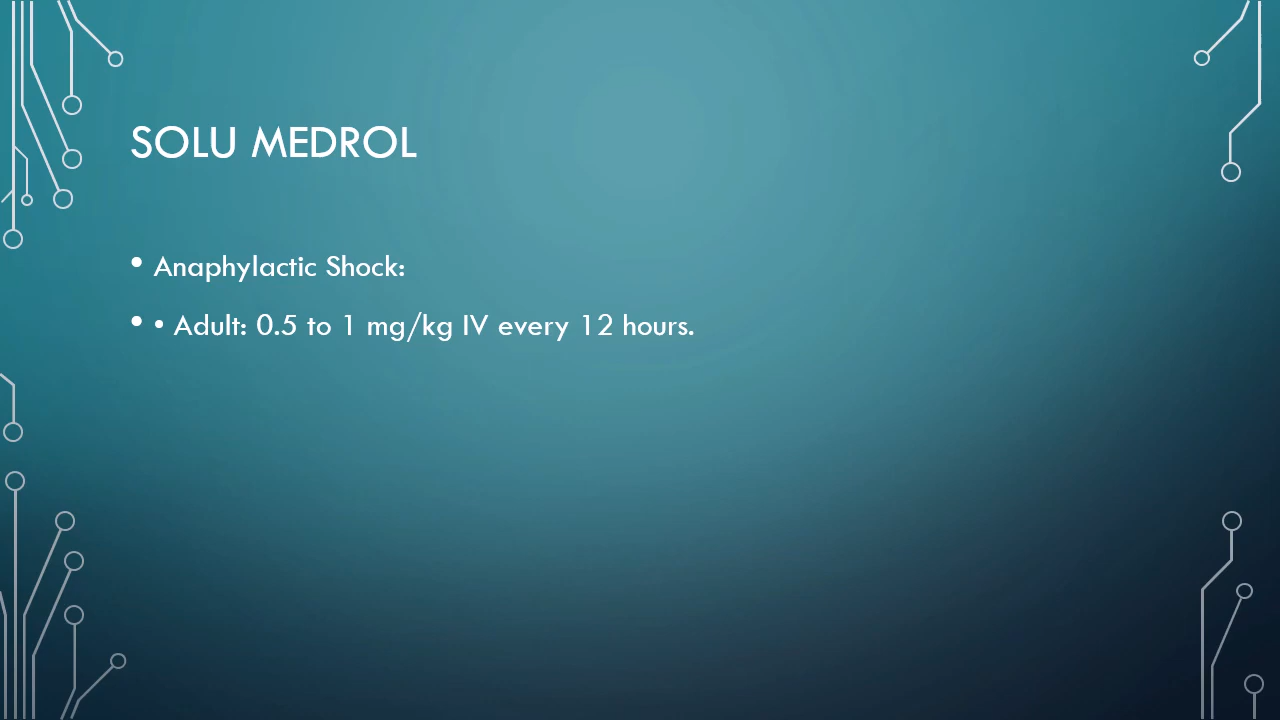 SOLU MEDROL
• Anaphylactic Shock:
• • Adult: 0.5 to 1 mg/kg IV every 12 hours.